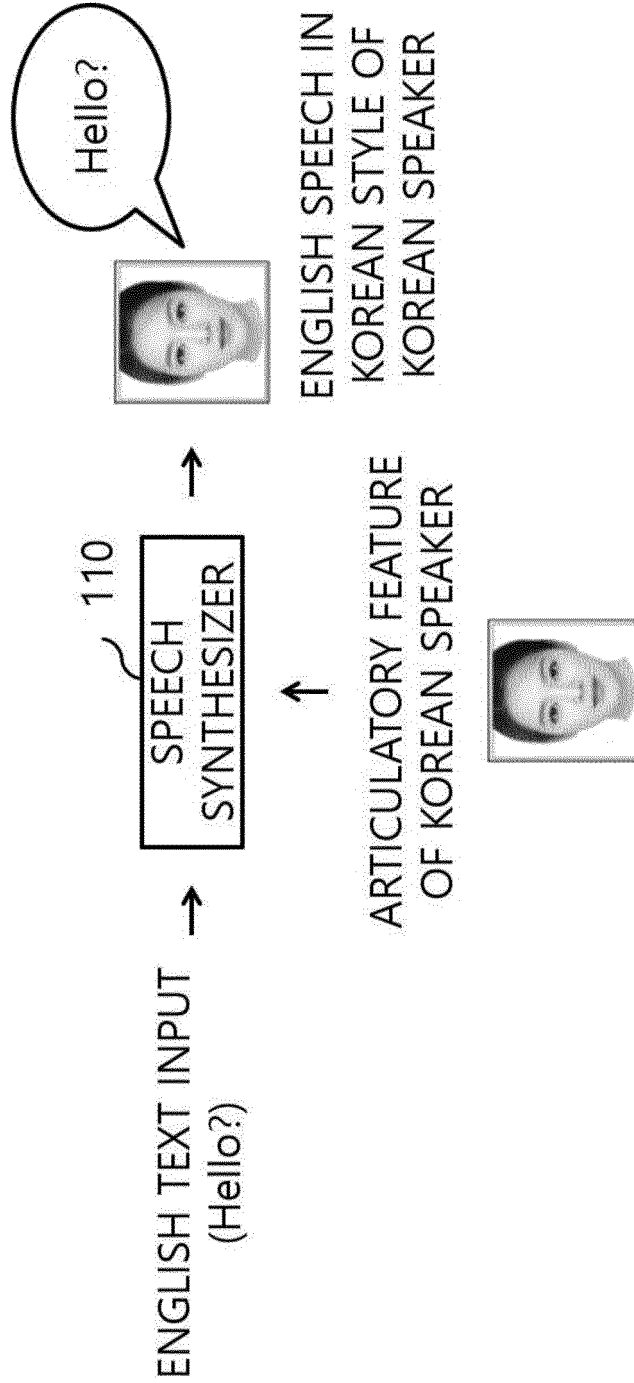 ENGLISH TEXT INPUT
(Hello?)
110
SPEECH
SYNTHESIZER
ARTICULATORY FEATURE
OF KOREAN SPEAKER
Hello?
ENGLISH SPEECH IN
KOREAN STYLE OF
KOREAN SPEAKER